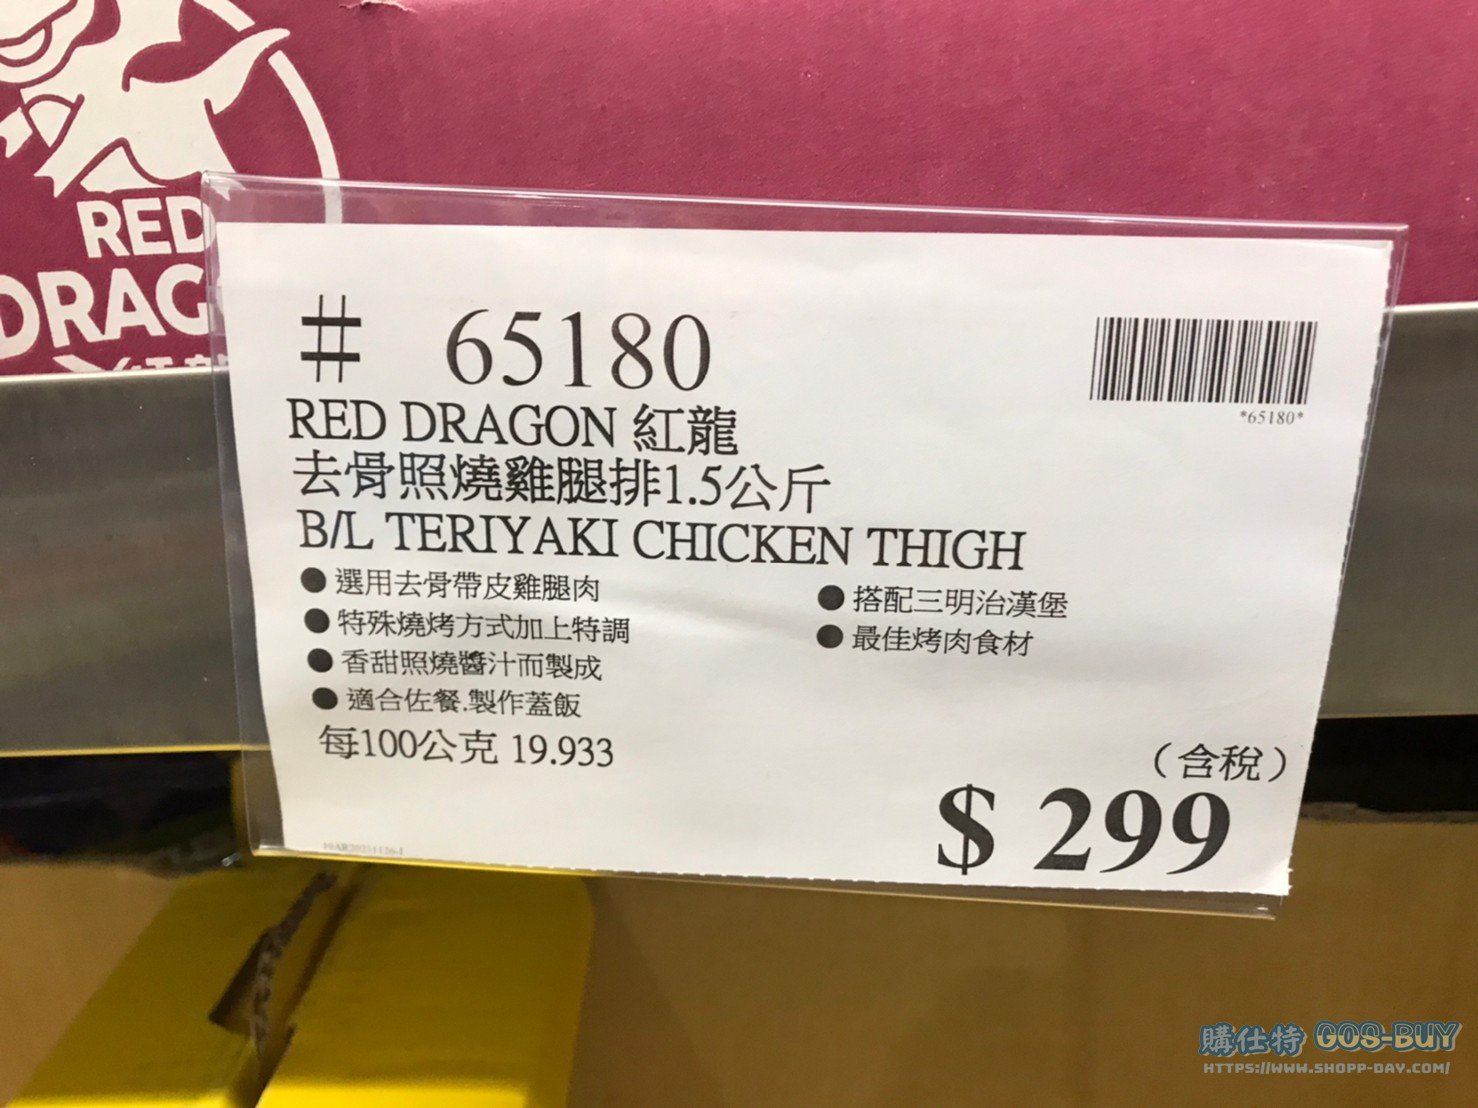 RED
DRAG
# 65180
*65180*
RED DRAGON 紅龍
去骨照燒雞腿排1.5公斤
B/L TERIYAKI CHICKEN THIGH
● 選用去骨帶皮雞腿肉
● 特殊燒烤方式加上特調
● 香甜照燒醬汁而製成
● 適合佐餐.製作蓋飯
● 搭配三明治漢堡
● 最佳烤肉食材
每100公克 19.933
（含稅）
$ 299
購仕特 GOS-BUY
HTTPS://WWW.SHOPP-DAY.COM/